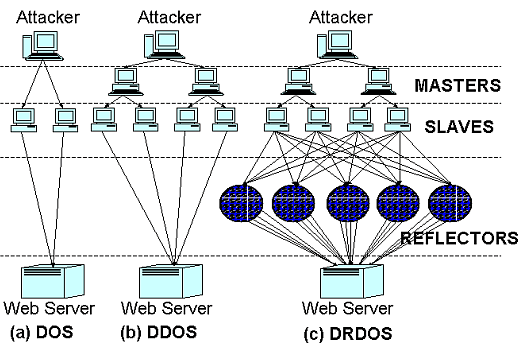 Attacker Attacker Attacker
MASTERS
SLAVES
REFLECTORS
Web Server Web Server Web Server
(a) DOS (b) DDOS (c) DRDOS